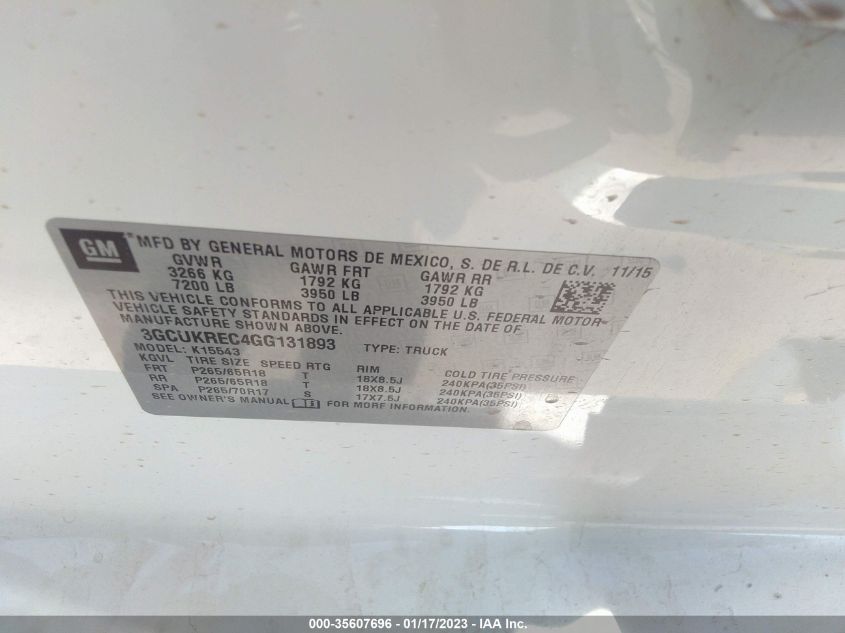 GM ® MFD BY GENERAL MOTORS DE MEXICO, S. DE R.L. DE C.V. 11/15
GVWR GAWR FRT GAWR RR
3266 KG 1792 KG 1792 KG
7200 LB 3950 LB 3950 LB
THIS VEHICLE CONFORMS TO ALL APPLICABLE U.S. FEDERAL MOTOR
VEHICLE SAFETY STANDARDS IN EFFECT ON THE DATE OF
MANUFACTURE SHOWN ABOVE.
3GCUKREC4GG131893 TYPE: TRUCK
MODEL: K15543
KGVL TIRE SIZE SPEED RTG RIM COLD TIRE PRESSURE
FRT P265/65R18 T 18X8.5J 240KPA(35PSI)
RR P265/65R18 T 18X8.5J 240KPA(35PSI)
SPA P265/70R17 S 17X7.5J 240KPA(35PSI)
SEE OWNER'S MANUAL FOR MORE INFORMATION.
000-35607696 - 01/17/2023 - IAA Inc.